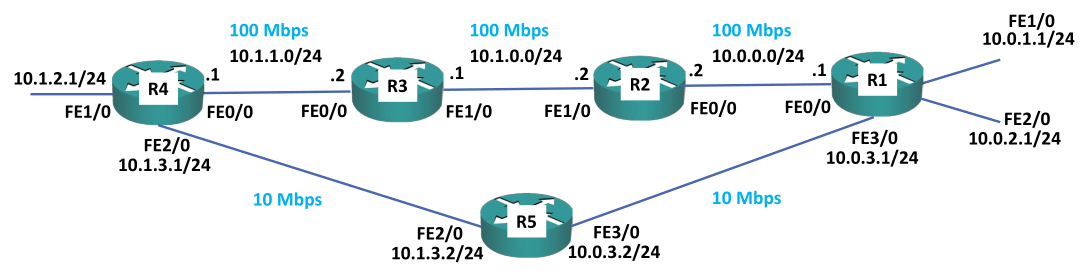 100 Mbps
10.1.1.0/24
100 Mbps
10.1.0.0/24
100 Mbps
10.0.0.0/24
FE1/0
10.0.1.1/24
10.1.2.1/24
FE1/0
R4
.1
FE0/0
.2
FE0/0
R3
.1
FE1/0
.2
FE1/0
R2
.2
FE0/0
.1
FE0/0
R1
FE2/0
10.0.2.1/24
FE2/0
10.1.3.1/24
FE3/0
10.0.3.1/24
10 Mbps
10 Mbps
FE2/0
10.1.3.2/24
R5
FE3/0
10.0.3.2/24